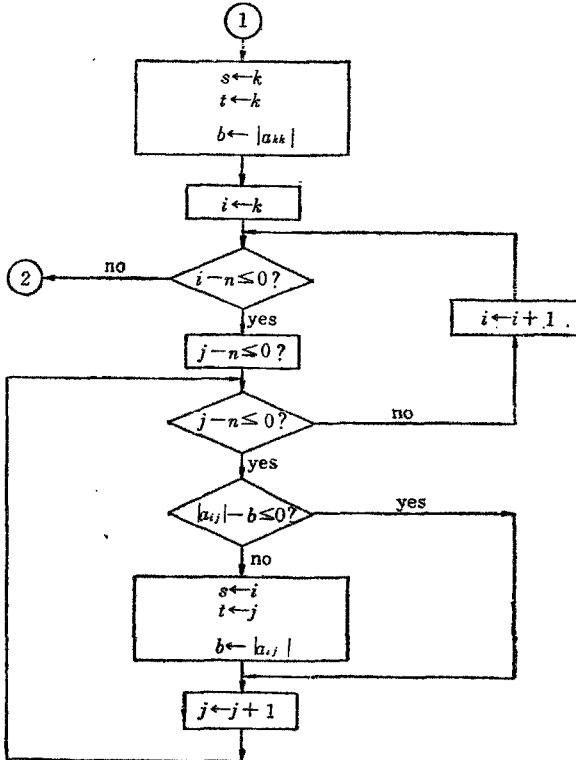 1
s←k
t←k
b←|aₖₖ|
i←k
no
2
i−n≤0?
yes
i←i+1.
j−n≤0?
j−n≤0?
no
yes
|aᵢⱼ|−b≤0?
yes
no
s←i
t←j
b←|aᵢⱼ|
j←j+1